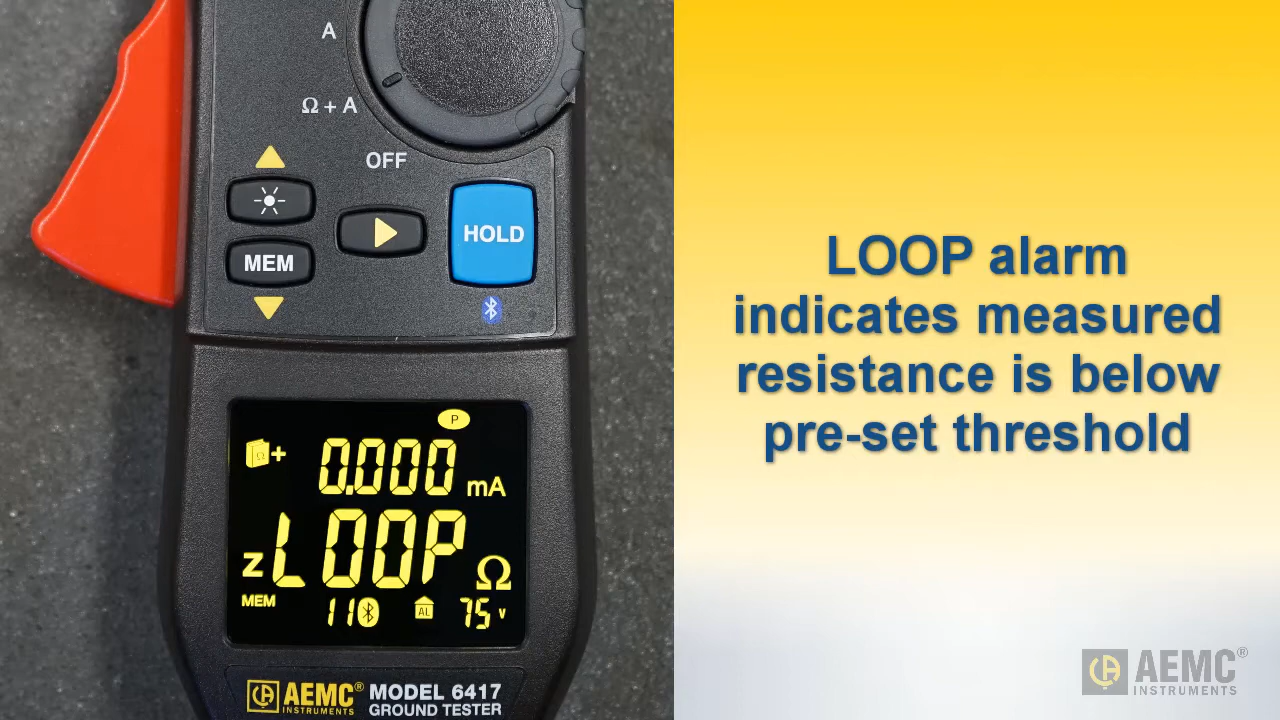 A
Ω + A
OFF
MEM
HOLD
P
Ω
+
0.000 mA
Z LOOP Ω
MEM 110 AL 75 V
AEMC®
INSTRUMENTS
MODEL 6417
GROUND TESTER
LOOP alarm
indicates measured
resistance is below
pre-set threshold
AEMC®
INSTRUMENTS